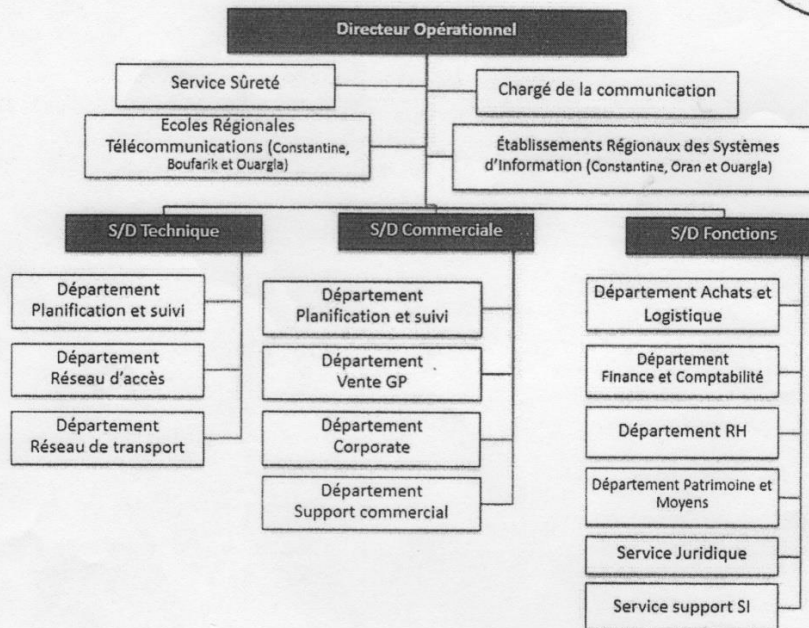 Directeur Opérationnel
Service Sûreté
Chargé de la communication
Ecoles Régionales
Télécommunications (Constantine,
Boufarik et Ouargla)
Établissements Régionaux des Systèmes
d'Information (Constantine, Oran et Ouargla)
S/D Technique
Département
Planification et suivi
Département
Réseau d'accès
Département
Réseau de transport
S/D Commerciale
Département
Planification et suivi
Département
Vente GP
Département
Corporate
Département
Support commercial
S/D Fonctions
Département Achats et
Logistique
Département
Finance et Comptabilité
Département RH
Département Patrimoine et
Moyens
Service Juridique
Service support SI